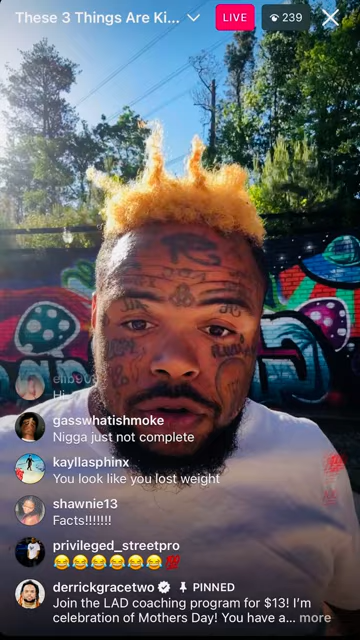 These 3 Things Are Ki...
LIVE
239
Hi
gasswhatishmoke
Nigga just not complete
kayllasphinx
You look like you lost weight
shawnie13
Facts!!!!!!!
privileged_streetpro
😂😂😂😂😂😂💯
derrickgracetwo PINNED
Join the LAD coaching program for $13! I'm
celebration of Mothers Day! You have a... more